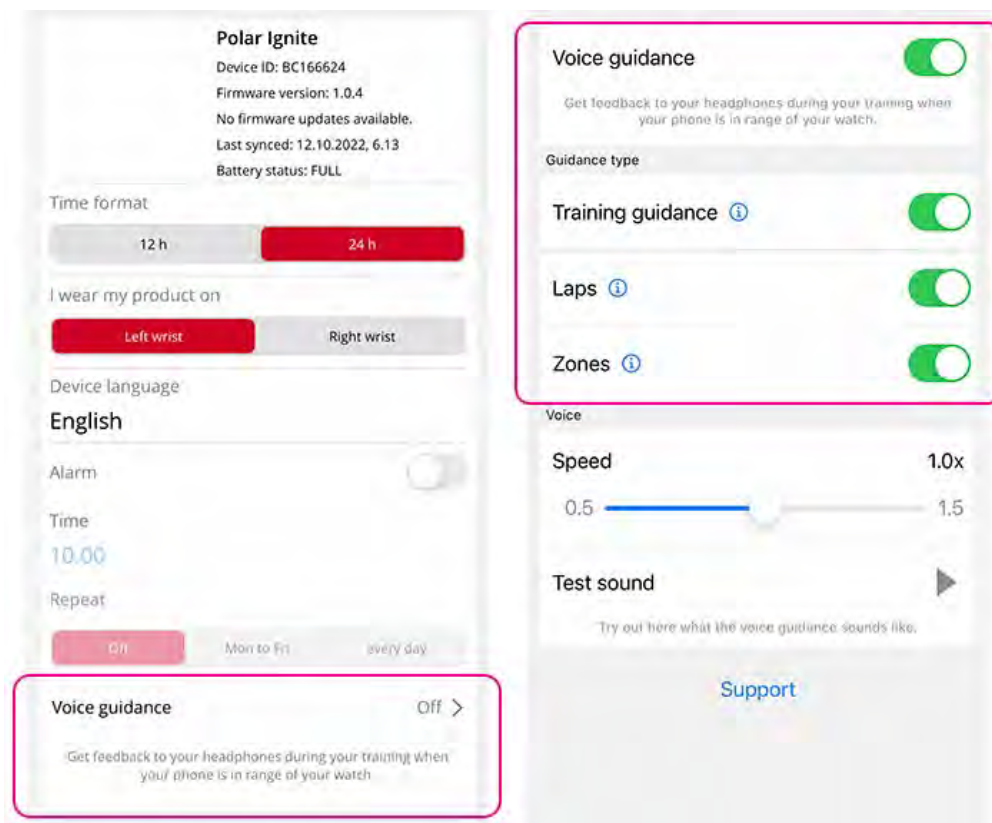 Polar Ignite
Device ID: BC166624
Firmware version: 1.0.4
No firmware updates available.
Last synced: 12.10.2022, 6.13
Battery status: FULL
Time format
12 h
24 h
I wear my product on
Left wrist
Right wrist
Device language
English
Alarm
Time
10.00
Repeat
Off
Mon to Fri
every day
Voice guidance
Off
Get feedback to your headphones during your training when
your phone is in range of your watch
Voice guidance
Get feedback to your headphones during your training when
your phone is in range of your watch.
Guidance type
Training guidance
Laps
Zones
Voice
Speed
1.0x
0.5
1.5
Test sound
Try out here what the voice guidance sounds like.
Support